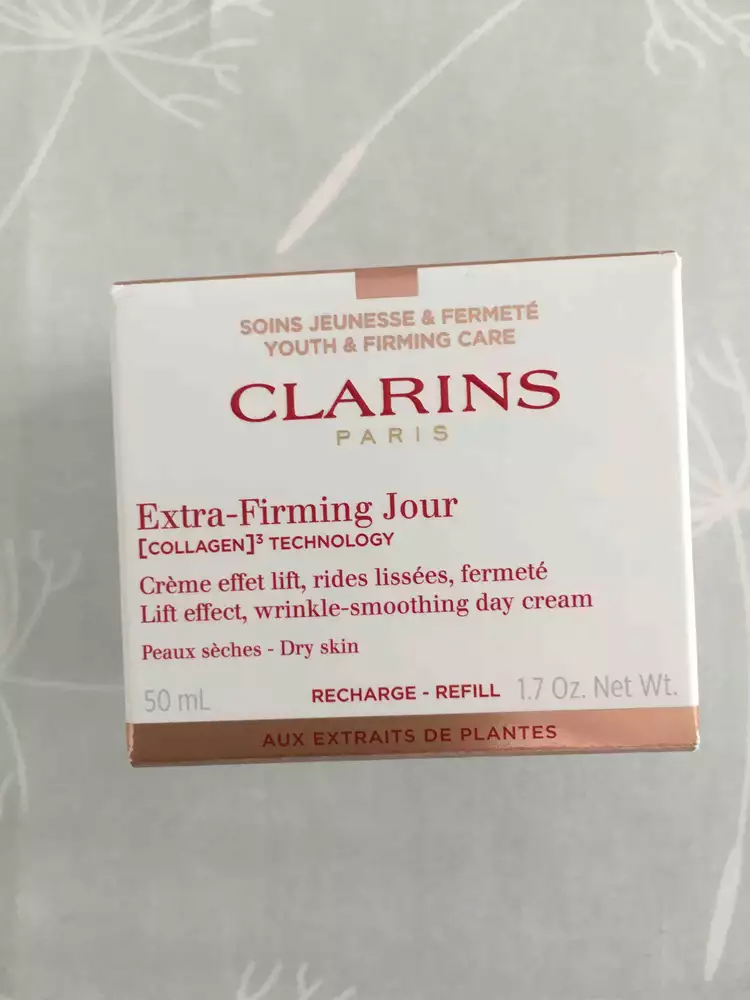 SOINS JEUNESSE & FERMETÉ
YOUTH & FIRMING CARE
CLARINS
PARIS
Extra-Firming Jour
[COLLAGEN]³ TECHNOLOGY
Crème effet lift, rides lissées, fermeté
Lift effect, wrinkle-smoothing day cream
Peaux sèches - Dry skin
50 mL RECHARGE - REFILL 1.7 Oz. Net Wt.
AUX EXTRAITS DE PLANTES